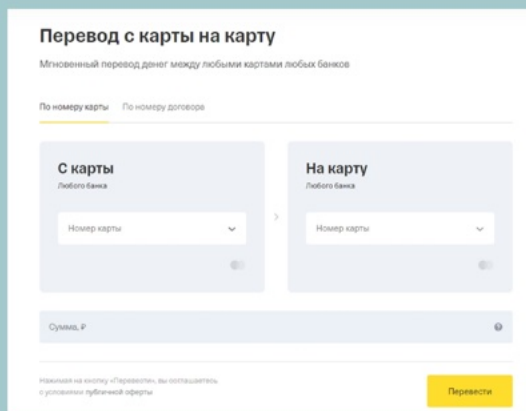 Перевод с карты на карту
Мгновенный перевод денег между любыми картами любых банков
По номеру карты По номеру договора
С карты
Любого банка
Номер карты
На карту
Любого банка
Номер карты
Сумма, ₽
Нажимая на кнопку «Перевести», вы соглашаетесь
с условиями публичной оферты
Перевести